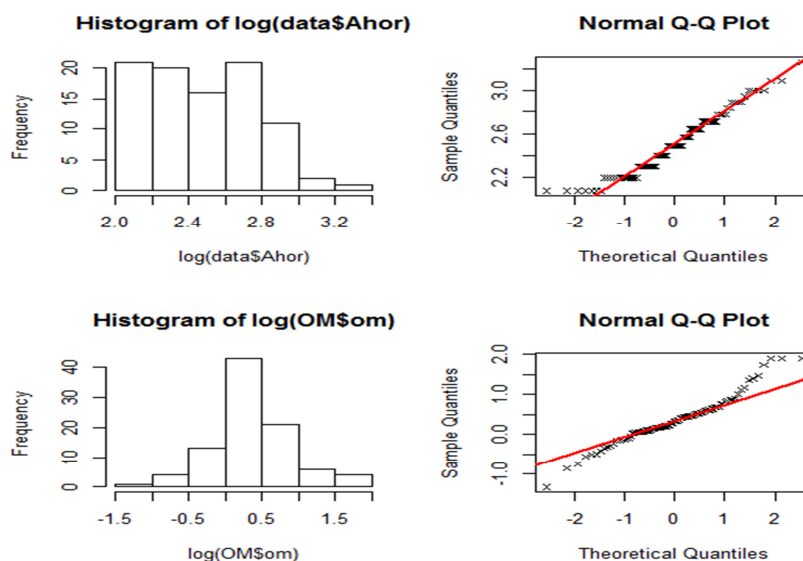 Histogram of log(data$Ahor)
Frequency
0 5 10 15 20
2.0 2.4 2.8 3.2
log(data$Ahor)
Normal Q-Q Plot
Sample Quantiles
2.2 2.6 3.0
-2 -1 0 1 2
Theoretical Quantiles
Histogram of log(OM$om)
Frequency
0 10 20 30 40
-1.5 -0.5 0.5 1.5
log(OM$om)
Normal Q-Q Plot
Sample Quantiles
-1.0 0.0 1.0 2.0
-2 -1 0 1 2
Theoretical Quantiles